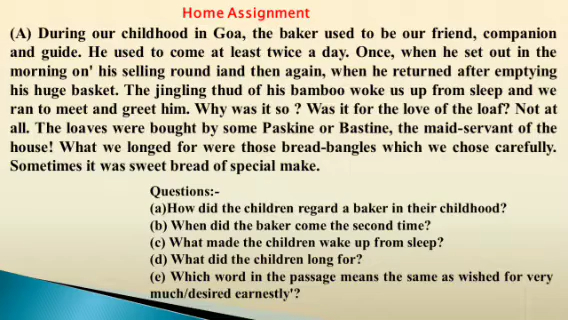 Home Assignment
(A) During our childhood in Goa, the baker used to be our friend, companion
and guide. He used to come at least twice a day. Once, when he set out in the
morning on' his selling round iand then again, when he returned after emptying
his huge basket. The jingling thud of his bamboo woke us up from sleep and we
ran to meet and greet him. Why was it so ? Was it for the love of the loaf? Not at
all. The loaves were bought by some Paskine or Bastine, the maid-servant of the
house! What we longed for were those bread-bangles which we chose carefully.
Sometimes it was sweet bread of special make.
Questions:-
(a)How did the children regard a baker in their childhood?
(b) When did the baker come the second time?
(c) What made the children wake up from sleep?
(d) What did the children long for?
(e) Which word in the passage means the same as wished for very
much/desired earnestly'?